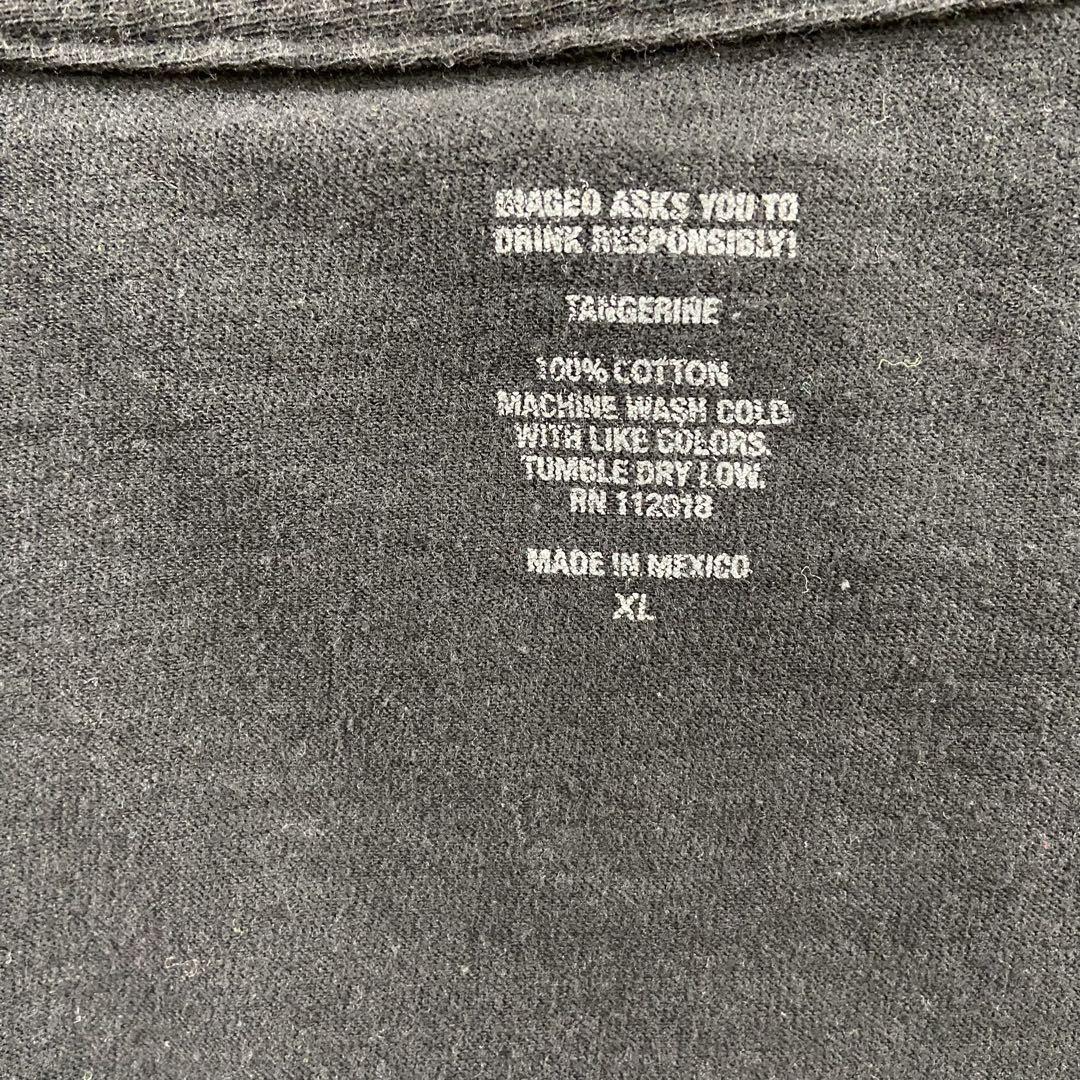 DIAGEO ASKS YOU TO
DRINK RESPONSIBLY!
TANGERINE
100% COTTON
MACHINE WASH COLD
WITH LIKE COLORS.
TUMBLE DRY LOW.
RN 112018
MADE IN MEXICO
XL